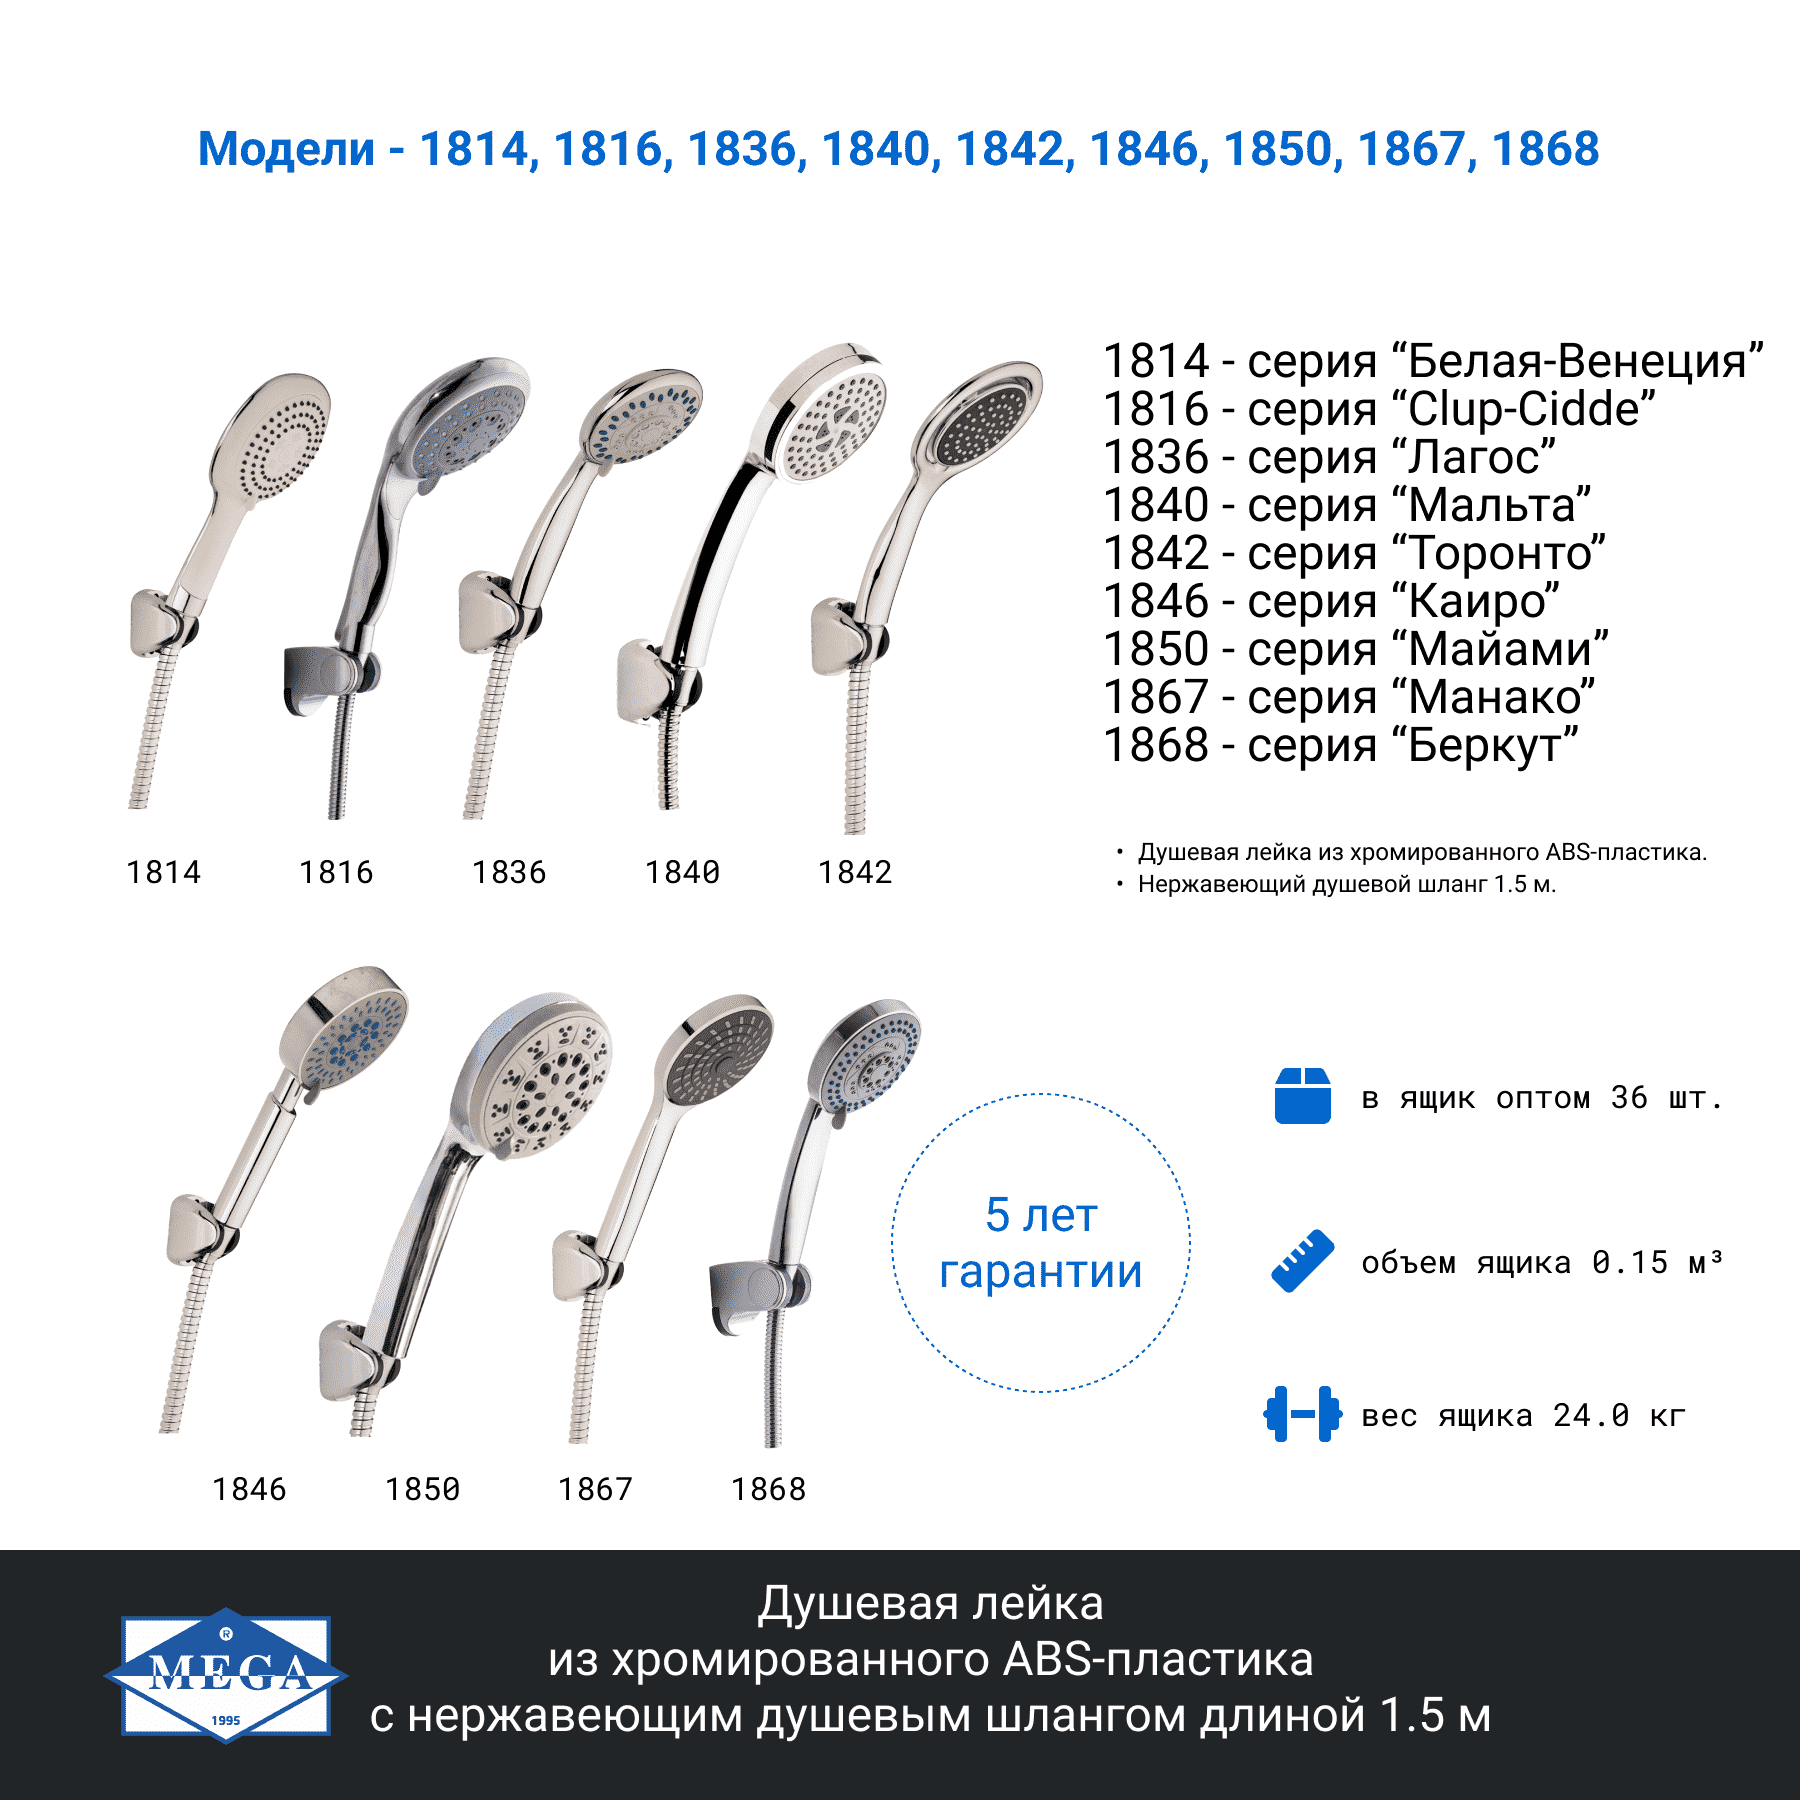 Модели - 1814, 1816, 1836, 1840, 1842, 1846, 1850, 1867, 1868
1814 - серия “Белая-Венеция”
1816 - серия “Clup-Cidde”
1836 - серия “Лагос”
1840 - серия “Мальта”
1842 - серия “Торонто”
1846 - серия “Каиро”
1850 - серия “Майами”
1867 - серия “Манако”
1868 - серия “Беркут”
1814 1816 1836 1840 1842
• Душевая лейка из хромированного ABS-пластика.
• Нержавеющий душевой шланг 1.5 м.
5 лет
гарантии
в ящик оптом 36 шт.
объем ящика 0.15 м³
вес ящика 24.0 кг
1846 1850 1867 1868
®
MEGA
1995
Душевая лейка
из хромированного ABS-пластика
с нержавеющим душевым шлангом длиной 1.5 м